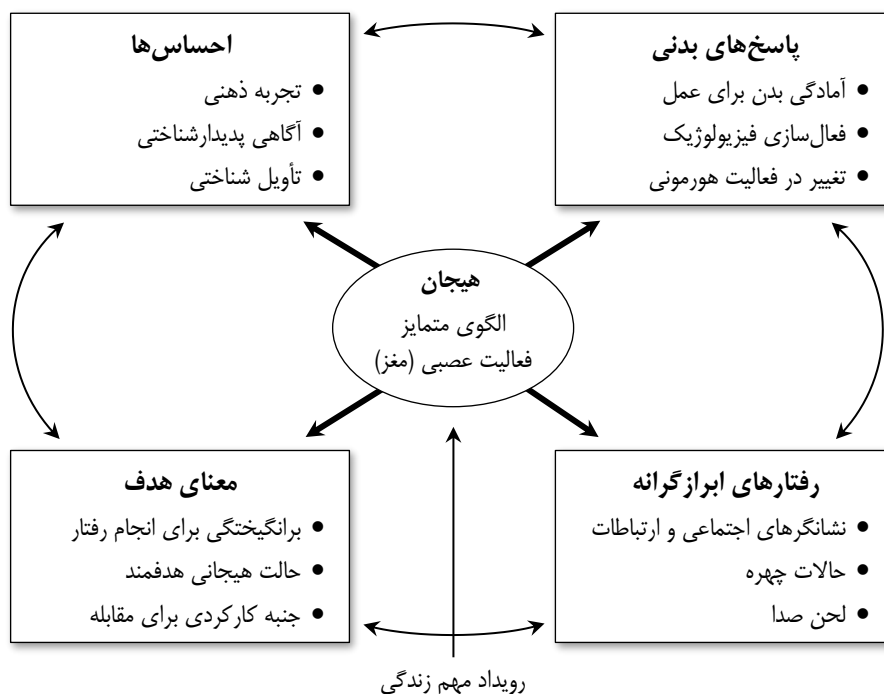 پاسخ‌های بدنی
• آمادگی بدن برای عمل
• فعال‌سازی فیزیولوژیک
• تغییر در فعالیت هورمونی
احساس‌ها
• تجربه ذهنی
• آگاهی پدیدارشناختی
• تأویل شناختی
هیجان
الگوی متمایز
فعالیت عصبی (مغز)
رفتارهای ابرازگرانه
• نشانگرهای اجتماعی و ارتباطات
• حالات چهره
• لحن صدا
معنای هدف
• برانگیختگی برای انجام رفتار
• حالت هیجانی هدفمند
• جنبه کارکردی برای مقابله
رویداد مهم زندگی